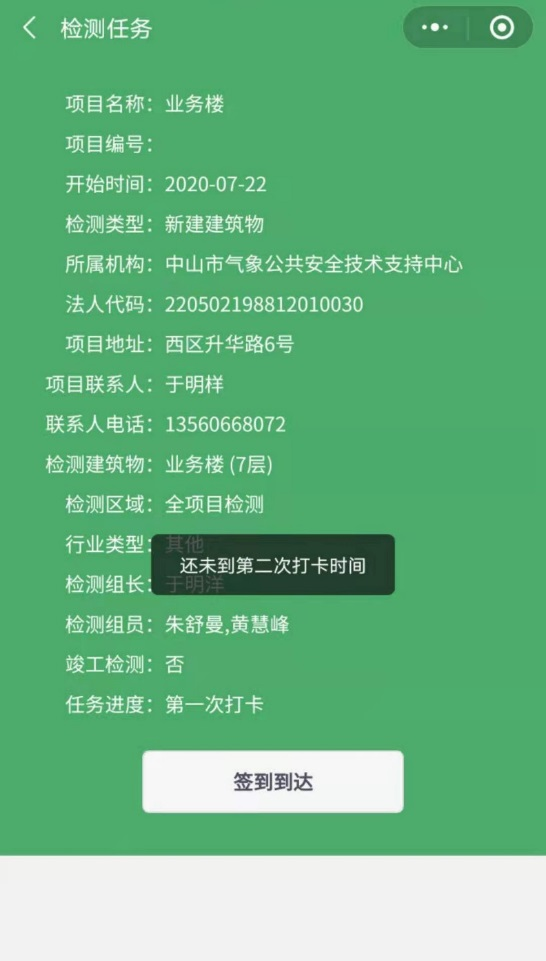 检测任务
项目名称：业务楼
项目编号：
开始时间：2020-07-22
检测类型：新建建筑物
所属机构：中山市气象公共安全技术支持中心
法人代码：220502198812010030
项目地址：西区升华路6号
项目联系人：于明样
联系人电话：13560668072
检测建筑物：业务楼 (7层)
检测区域：全项目检测
行业类型：其他
还未到第二次打卡时间
检测组长：于明洋
检测组员：朱舒曼,黄慧峰
竣工检测：否
任务进度：第一次打卡
签到到达